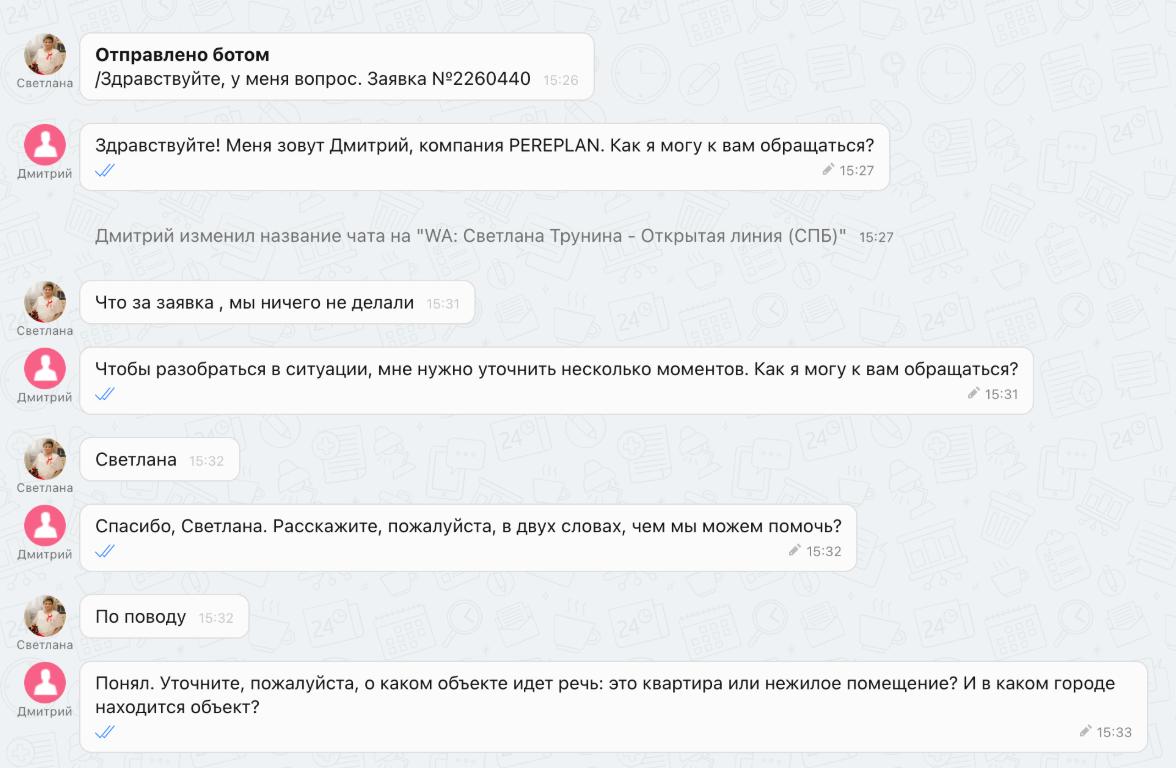 Отправлено ботом
Светлана
/Здравствуйте, у меня вопрос. Заявка №2260440 15:26
Здравствуйте! Меня зовут Дмитрий, компания PEREPLAN. Как я могу к вам обращаться?
Дмитрий
15:27
Дмитрий изменил название чата на "WA: Светлана Трунина - Открытая линия (СПБ)" 15:27
Что за заявка , мы ничего не делали 15:31
Светлана
Чтобы разобраться в ситуации, мне нужно уточнить несколько моментов. Как я могу к вам обращаться?
Дмитрий
15:31
Светлана 15:32
Светлана
Спасибо, Светлана. Расскажите, пожалуйста, в двух словах, чем мы можем помочь?
Дмитрий
15:32
По поводу 15:32
Светлана
Понял. Уточните, пожалуйста, о каком объекте идет речь: это квартира или нежилое помещение? И в каком городе
находится объект?
Дмитрий
15:33